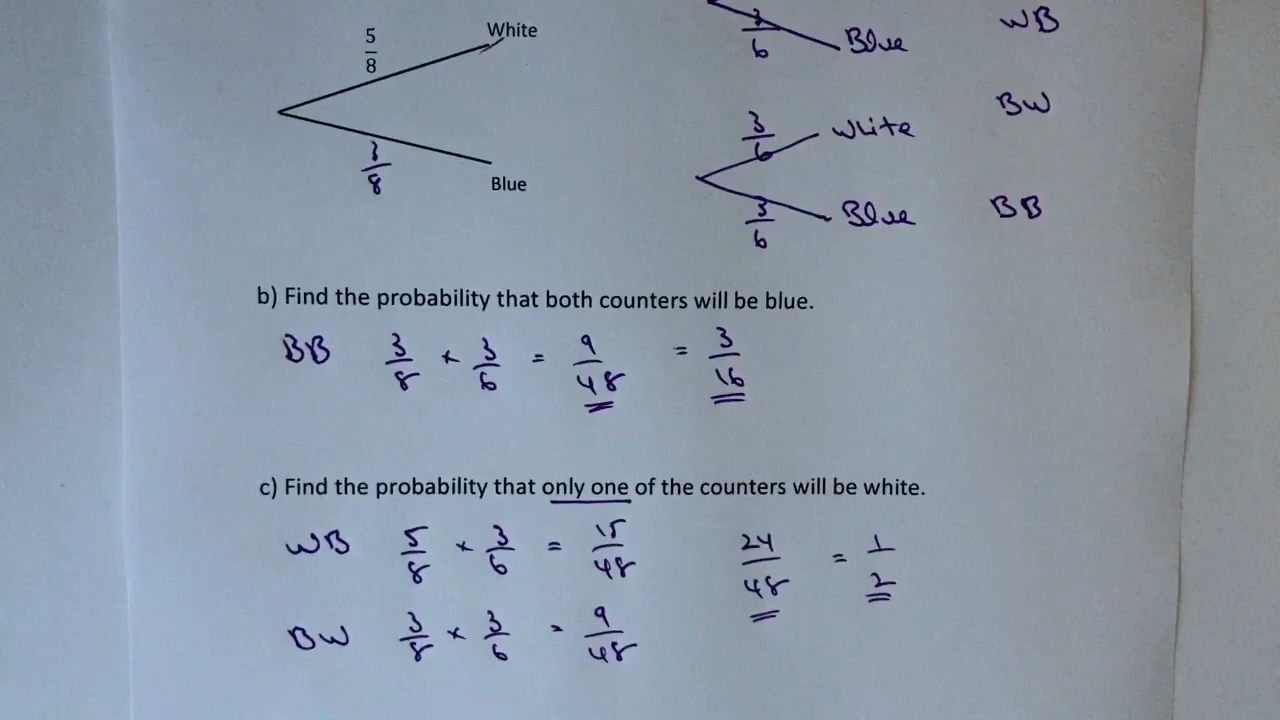 5/8 White
3/8 Blue
3/6 Blue WB
3/6 White BW
3/6 Blue BB
b) Find the probability that both counters will be blue.
BB 3/8 × 3/6 = 9/48 = 3/16
c) Find the probability that only one of the counters will be white.
WB 5/8 × 3/6 = 15/48 24/48 = 1/2
BW 3/8 × 3/6 = 9/48